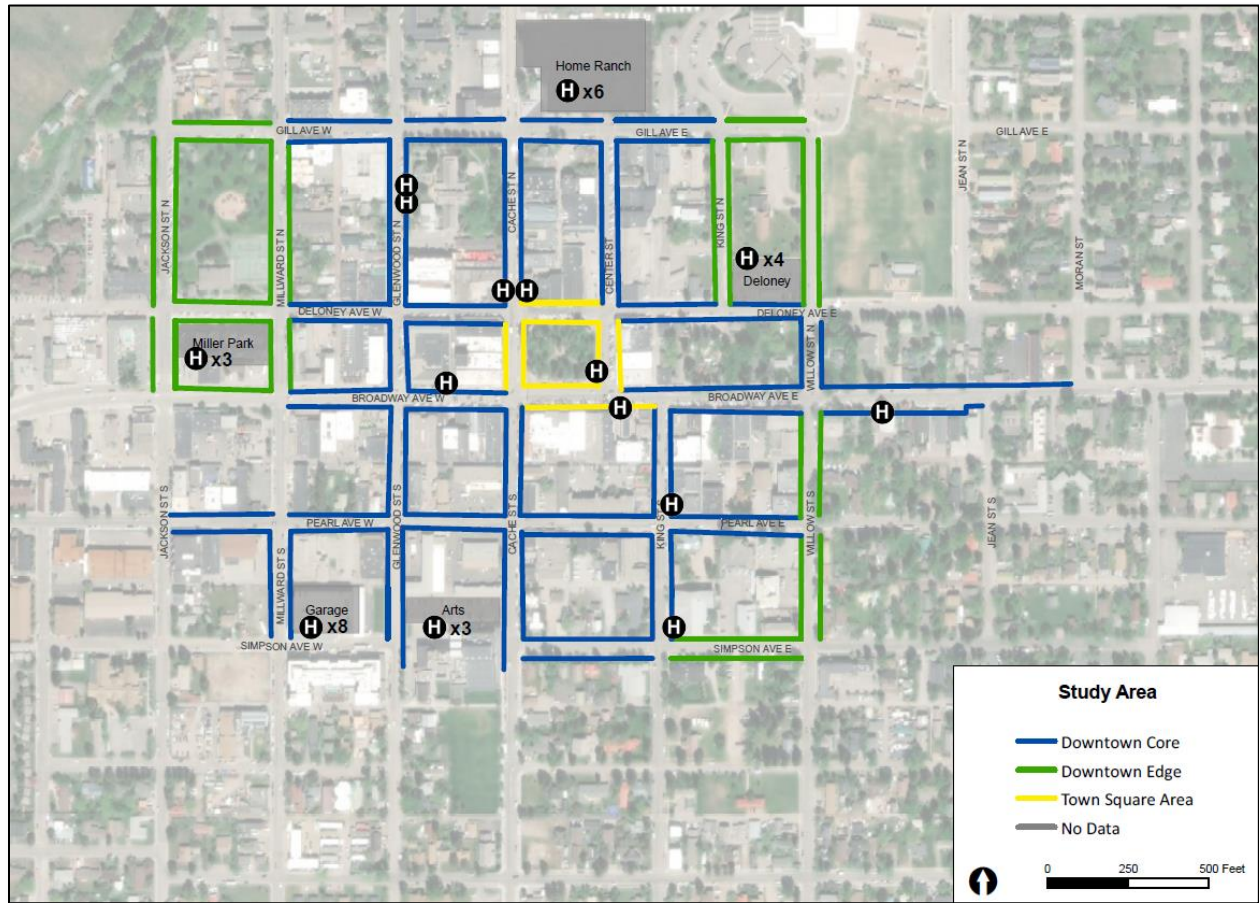 Home Ranch
H x6
GILL AVE W
GILL AVE E
GILL AVE E
JEAN ST N
JACKSON ST N
MILLWARD ST N
GLENWOOD ST N
H
H
CACHE ST N
CENTER ST
KING ST N
MORAN ST
H x4
Deloney
H H
DELONEY AVE W
DELONEY AVE E
Miller Park
H x3
WILLOW ST N
H
H
BROADWAY AVE W
BROADWAY AVE E
H
H
JACKSON ST S
GLENWOOD ST S
CACHE ST S
KING ST S
H
WILLOW ST S
JEAN ST S
PEARL AVE W
PEARL AVE E
MILLWARD ST S
Garage
H x8
Arts
H x3
H
SIMPSON AVE W
SIMPSON AVE E
Study Area
Downtown Core
Downtown Edge
Town Square Area
No Data
0 250 500 Feet